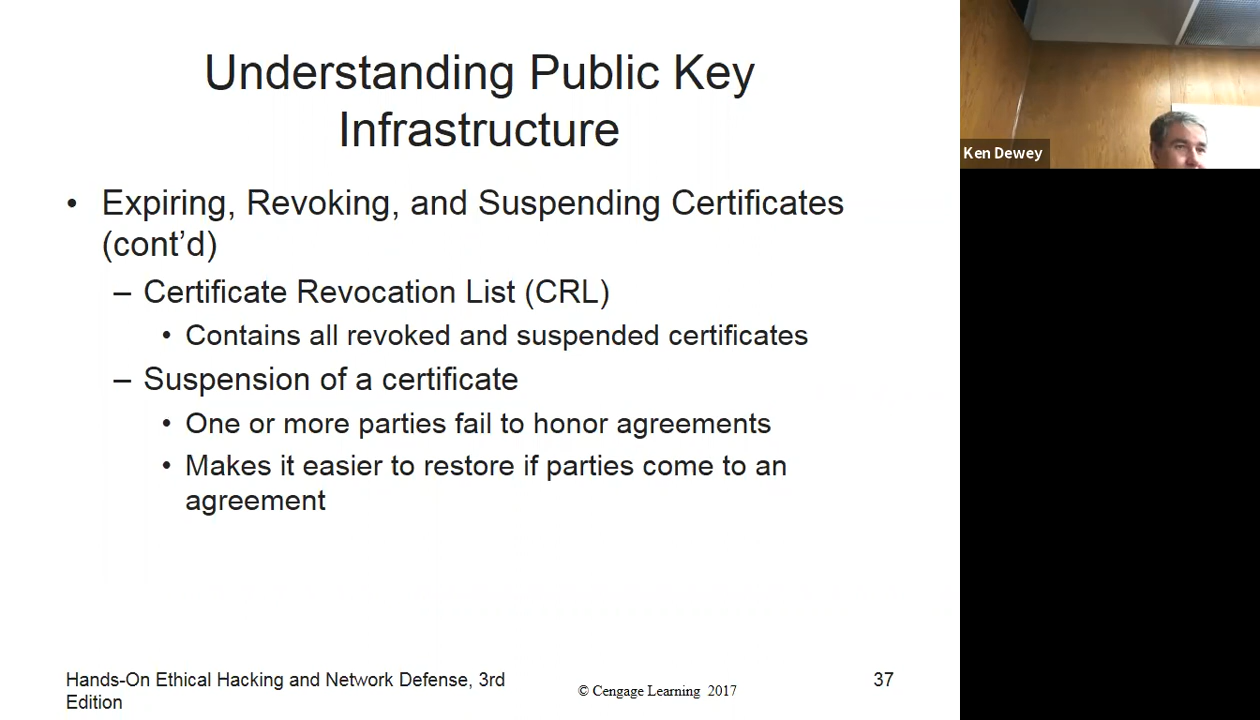 Understanding Public Key
Infrastructure
• Expiring, Revoking, and Suspending Certificates
(cont’d)
– Certificate Revocation List (CRL)
• Contains all revoked and suspended certificates
– Suspension of a certificate
• One or more parties fail to honor agreements
• Makes it easier to restore if parties come to an
agreement
Hands-On Ethical Hacking and Network Defense, 3rd
Edition
© Cengage Learning 2017
37
Ken Dewey